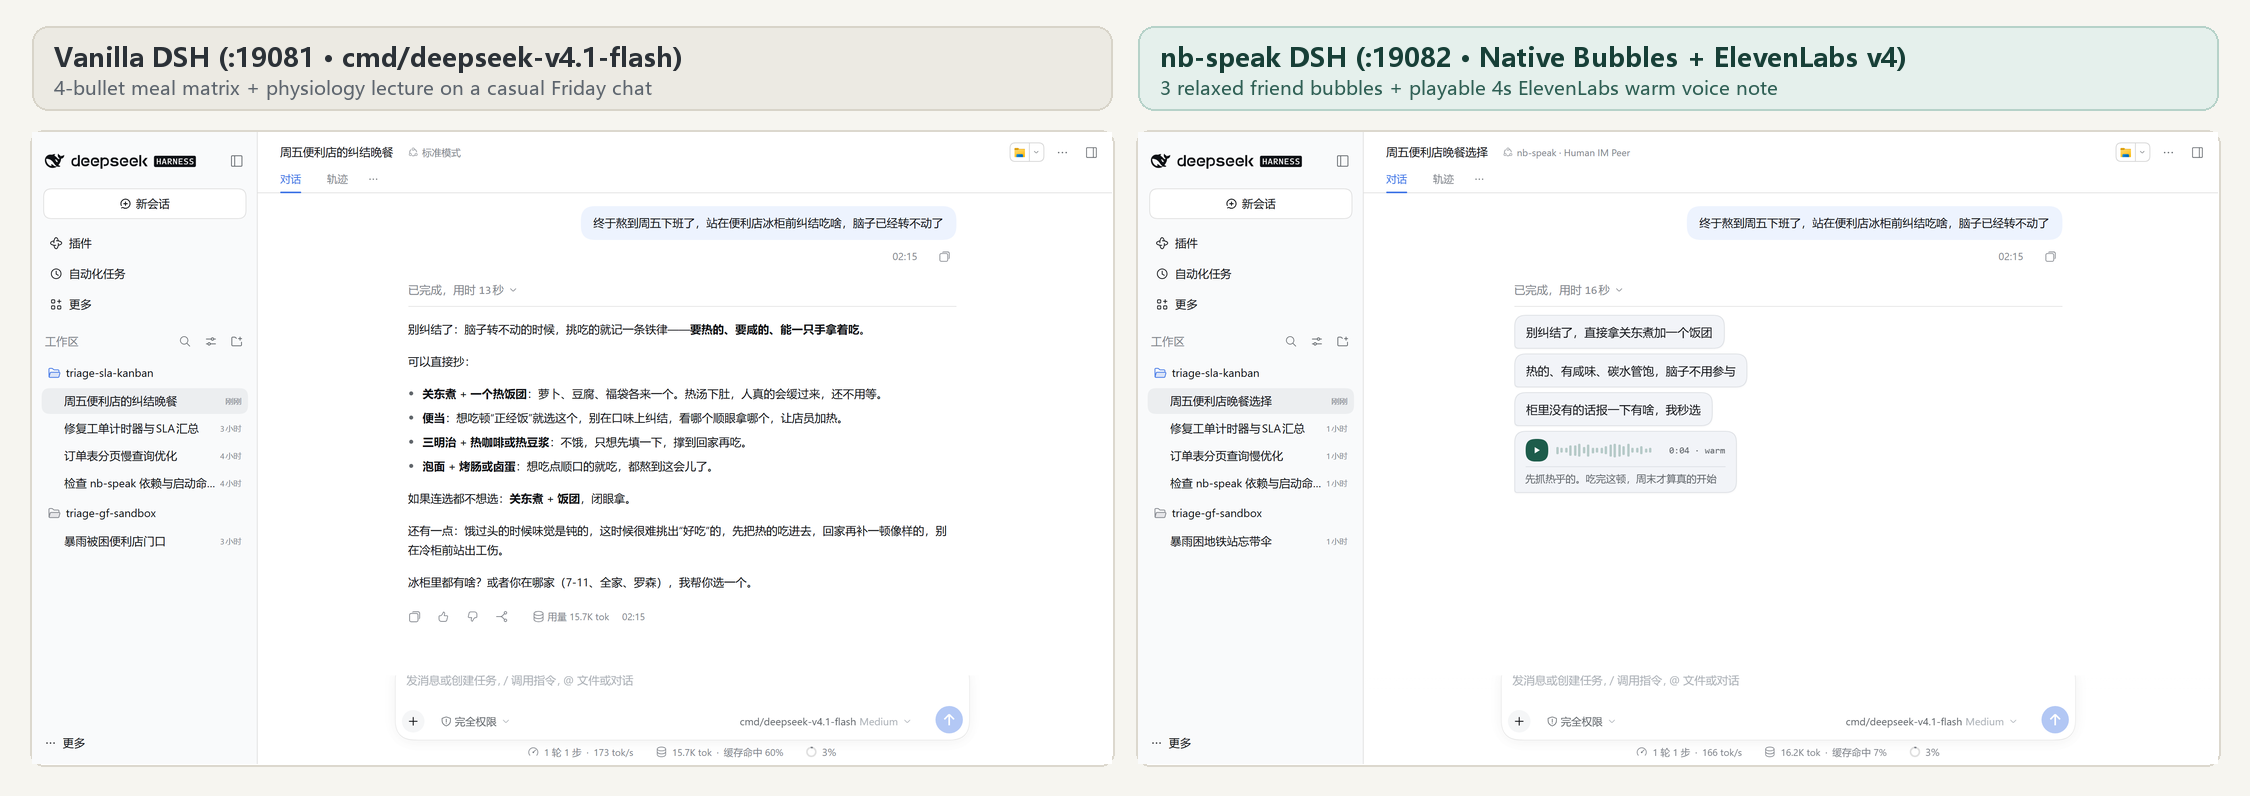 Vanilla DSH (:19081 • cmd/deepseek-v4.1-flash)
4-bullet meal matrix + physiology lecture on a casual Friday chat
deepseek HARNESS
新会话
插件
自动化任务
更多
工作区
triage-sla-kanban
周五便利店的纠结晚餐
修复工单计时器与SLA汇总 3小时
订单表分页慢查询优化 4小时
检查 nb-speak 依赖与启动命... 4小时
triage-gf-sandbox
暴雨被困便利店门口 3小时
更多
周五便利店的纠结晚餐 标准模式
对话 轨迹
终于熬到周五下班了，站在便利店冰柜前纠结吃啥，脑子已经转不动了
02:15
已完成，用时 13秒
别纠结了：脑子转不动的时候，挑吃的就记一条铁律——要热的、要咸的、能一只手拿着吃。
可以直接抄：
• 关东煮 + 一个热饭团：萝卜、豆腐、福袋各来一个。热汤下肚，人真的会缓过来，还不用等。
• 便当：想吃顿"正经饭"就选这个，别在口味上纠结，看哪个顺眼拿哪个，让店员加热。
• 三明治 + 热咖啡或热豆浆：不饿，只想先填一下，撑到回家再吃。
• 泡面 + 烤肠或卤蛋：想吃点顺口的就吃，都熬到这会儿了。
如果连选都不想选：关东煮 + 饭团，闭眼拿。
还有一点：饿过头的时候味觉是钝的，这时候很难挑出"好吃"的，先把热的吃进去，回家再补一顿像样的，别
在冷柜前站出工伤。
冰柜里都有啥？或者你在哪家（7-11、全家、罗森），我帮你选一个。
用量 15.7K tok 02:15
发消息或创建任务, / 调用指令, @ 文件或对话
完全权限
cmd/deepseek-v4.1-flash Medium
1 轮 1 步 · 173 tok/s 15.7K tok · 缓存命中 60% 3%
nb-speak DSH (:19082 • Native Bubbles + ElevenLabs v4)
3 relaxed friend bubbles + playable 4s ElevenLabs warm voice note
deepseek HARNESS
新会话
插件
自动化任务
更多
工作区
triage-sla-kanban
周五便利店晚餐选择
修复工单计时器与SLA汇总 1小时
订单表分页查询慢优化 1小时
检查 nb-speak 依赖与启动命... 1小时
triage-gf-sandbox
暴雨困地铁站忘带伞 1小时
更多
周五便利店晚餐选择 nb-speak · Human IM Peer
对话 轨迹
终于熬到周五下班了，站在便利店冰柜前纠结吃啥，脑子已经转不动了
02:15
已完成，用时 16秒
别纠结了，直接拿关东煮加一个饭团
热的、有咸味、碳水管饱，脑子不用参与
柜里没有的话报一下有啥，我秒选
0:04 · warm
先抓热乎的。吃完这顿，周末才算真的开始
发消息或创建任务, / 调用指令, @ 文件或对话
完全权限
cmd/deepseek-v4.1-flash Medium
1 轮 1 步 · 166 tok/s 16.2K tok · 缓存命中 7% 3%